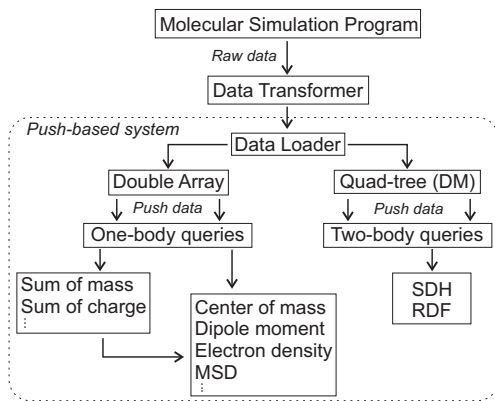 Molecular Simulation Program
Raw data
Data Transformer
Push-based system
Data Loader
Double Array
Quad-tree (DM)
Push data
Push data
One-body queries
Two-body queries
Sum of mass
Sum of charge
⋮
Center of mass
Dipole moment
Electron density
MSD
⋮
SDH
RDF